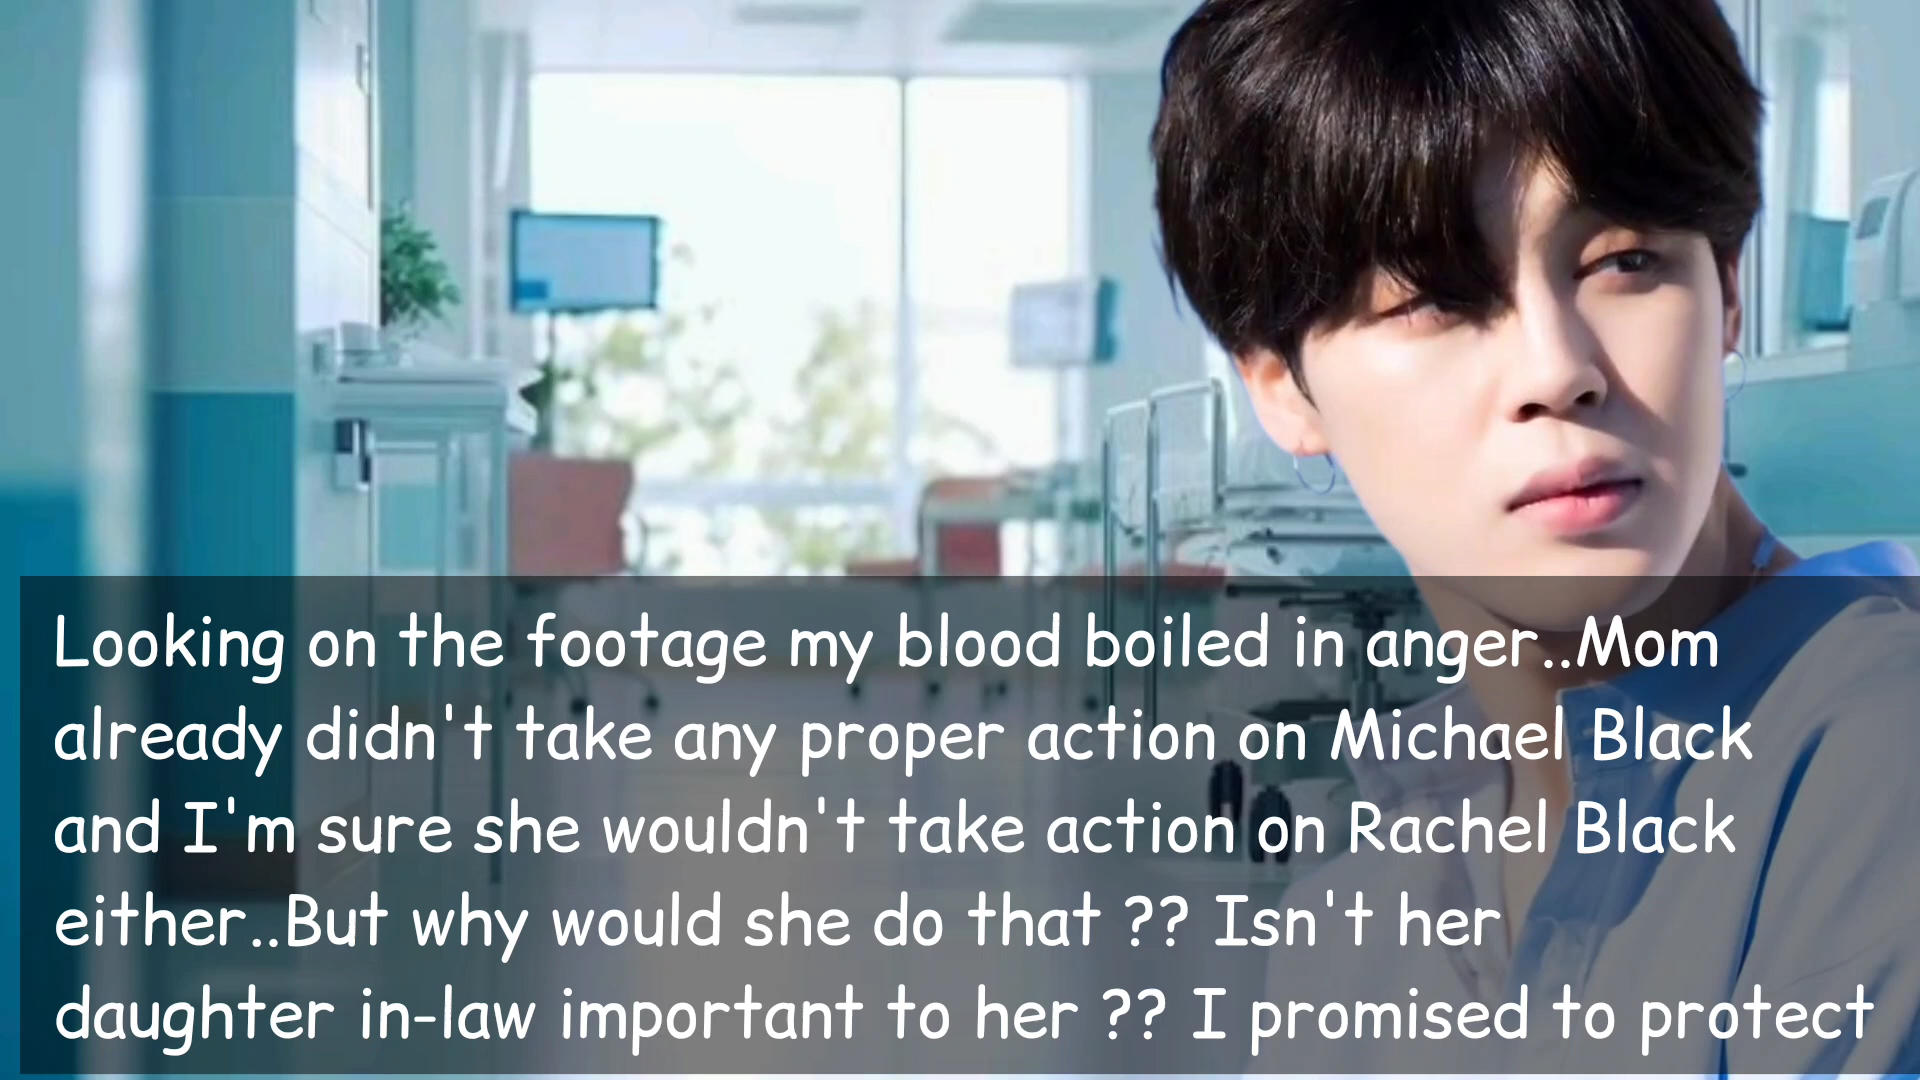 Looking on the footage my blood boiled in anger..Mom
already didn't take any proper action on Michael Black
and I'm sure she wouldn't take action on Rachel Black
either..But why would she do that ?? Isn't her
daughter in-law important to her ?? I promised to protect